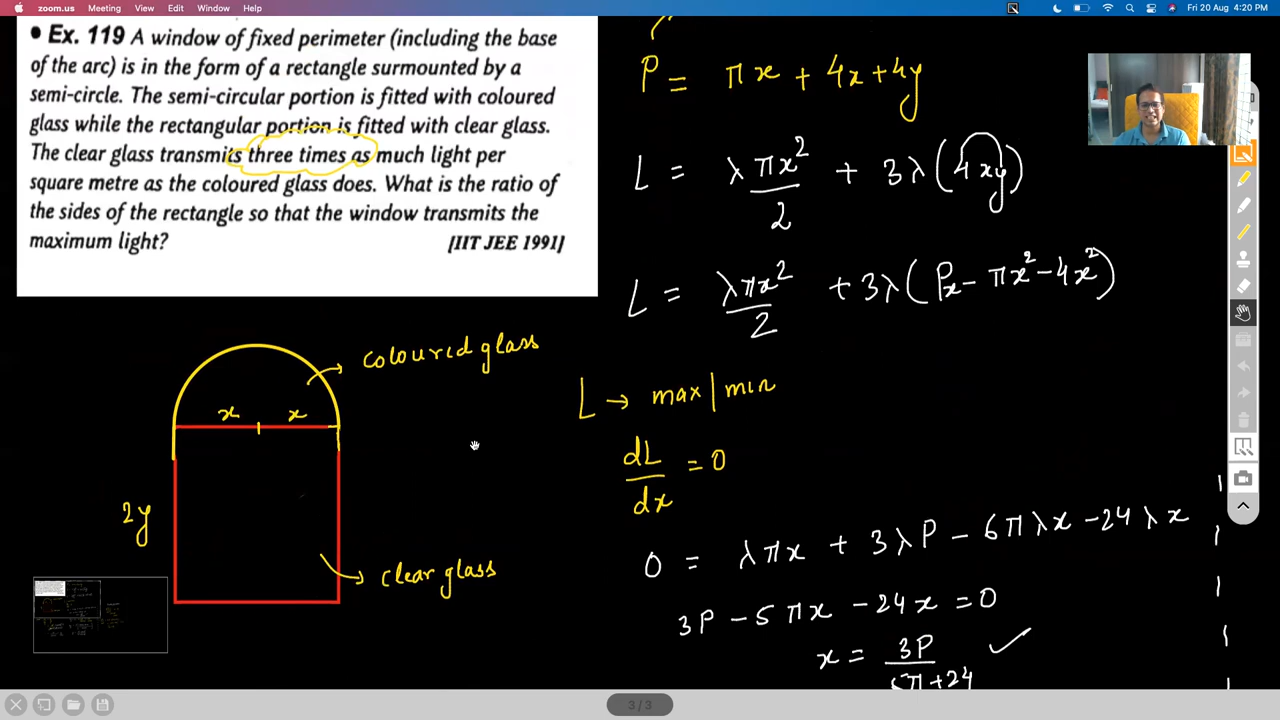 zoom.us Meeting View Edit Window Help Fri 20 Aug 4:20 PM
• Ex. 119 A window of fixed perimeter (including the base
of the arc) is in the form of a rectangle surmounted by a
semi-circle. The semi-circular portion is fitted with coloured
glass while the rectangular portion is fitted with clear glass.
The clear glass transmits three times as much light per
square metre as the coloured glass does. What is the ratio of
the sides of the rectangle so that the window transmits the
maximum light? [IIT JEE 1991]
coloured glass
x x
2y
clear glass
P = πx + 4x + 4y
L = λπx²/2 + 3λ(4xy)
L = λπx²/2 + 3λ(Px - πx² - 4x²)
L → max/min
dL/dx = 0
0 = λπx + 3λP - 6πλx - 24λx
3P - 5πx - 24x = 0
x = 3P/5π+24
3 / 3